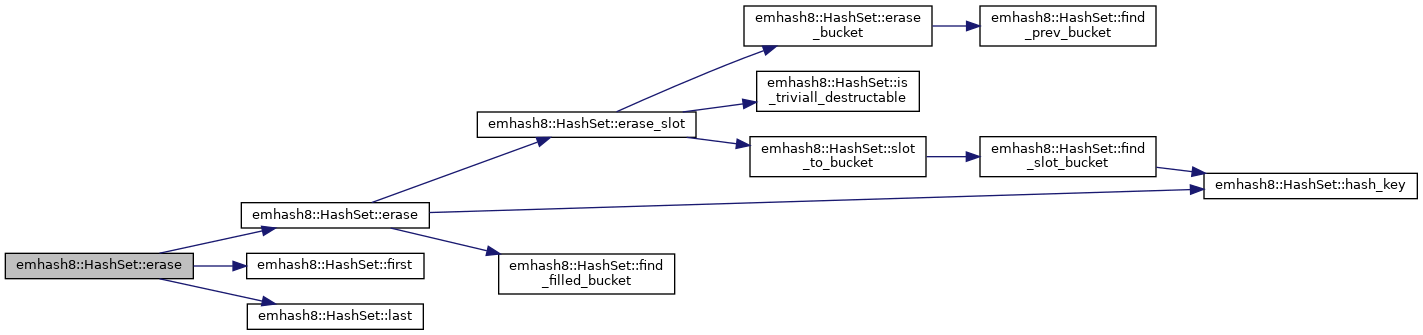 emhash8::HashSet::erase
emhash8::HashSet::erase
emhash8::HashSet::first
emhash8::HashSet::last
emhash8::HashSet::erase_slot
emhash8::HashSet::find
_filled_bucket
emhash8::HashSet::erase
_bucket
emhash8::HashSet::is
_triviall_destructable
emhash8::HashSet::slot
_to_bucket
emhash8::HashSet::find
_prev_bucket
emhash8::HashSet::find
_slot_bucket
emhash8::HashSet::hash_key